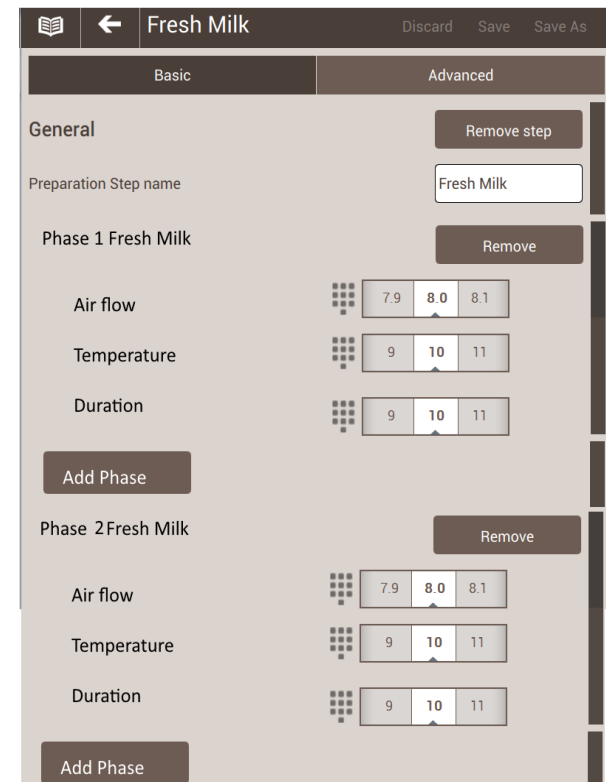 Fresh Milk Discard Save Save As
Basic Advanced
General Remove step
Preparation Step name Fresh Milk
Phase 1 Fresh Milk Remove
Air flow 7.9 8.0 8.1
Temperature 9 10 11
Duration 9 10 11
Add Phase
Phase 2 Fresh Milk Remove
Air flow 7.9 8.0 8.1
Temperature 9 10 11
Duration 9 10 11
Add Phase